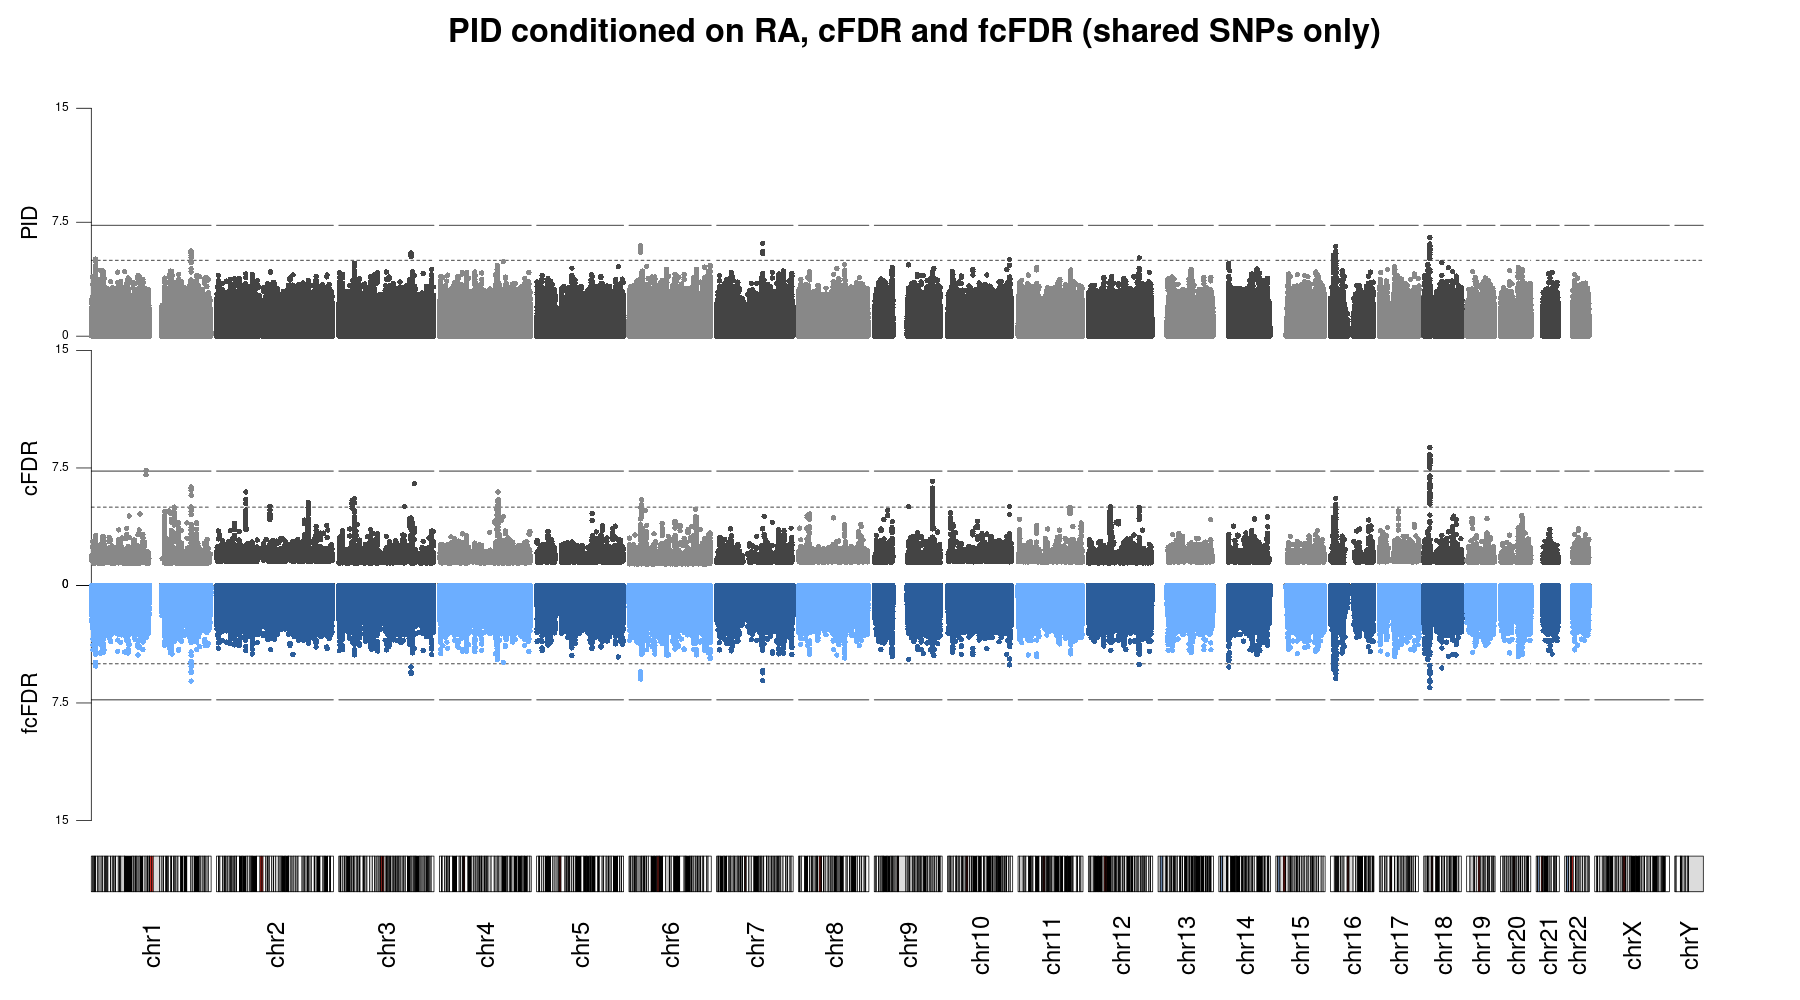 PID conditioned on RA, cFDR and fcFDR (shared SNPs only)
15
PID
7.5
0
15
cFDR
7.5
0
fcFDR
7.5
15
chr1 chr2 chr3 chr4 chr5 chr6 chr7 chr8 chr9 chr10 chr11 chr12 chr13 chr14 chr15 chr16 chr17 chr18 chr19 chr20 chr21 chr22 chrX chrY